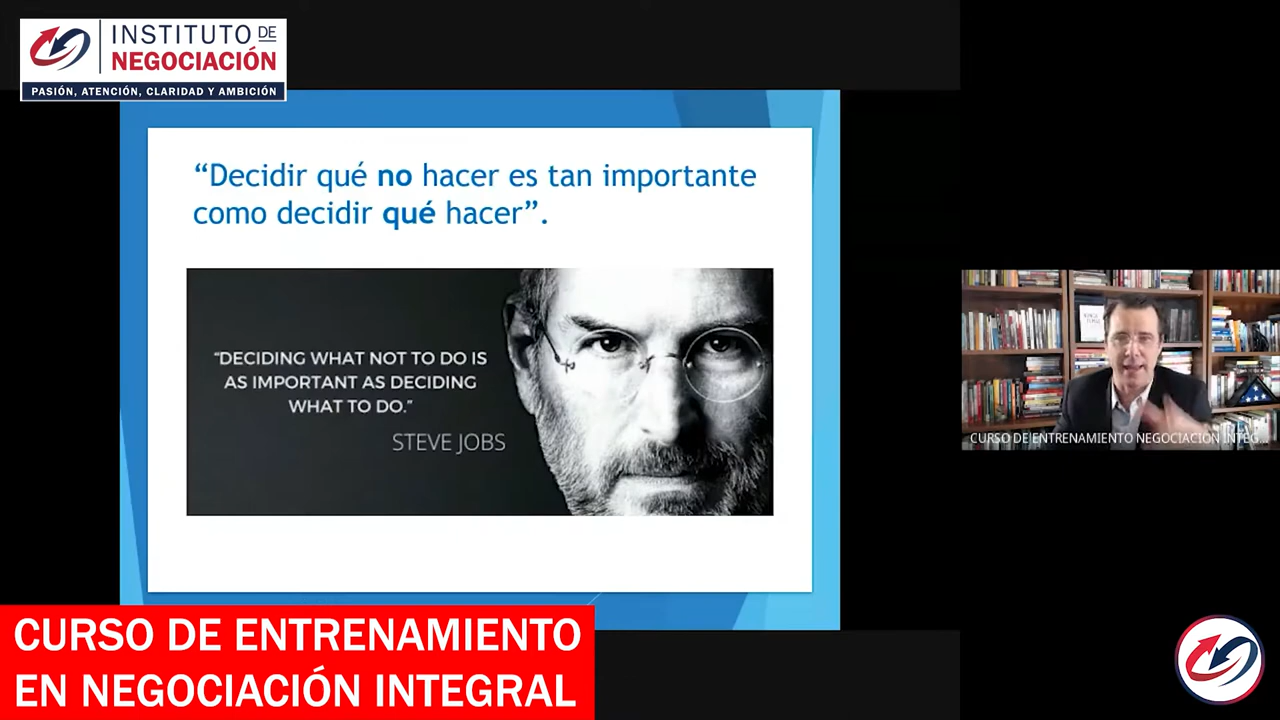 INSTITUTO DE
NEGOCIACIÓN
PASIÓN, ATENCIÓN, CLARIDAD Y AMBICIÓN
“Decidir qué no hacer es tan importante
como decidir qué hacer”.
“DECIDING WHAT NOT TO DO IS
AS IMPORTANT AS DECIDING
WHAT TO DO.”
STEVE JOBS
CURSO DE ENTRENAMIENTO NEGOCIACION INTEG...
CURSO DE ENTRENAMIENTO
EN NEGOCIACIÓN INTEGRAL